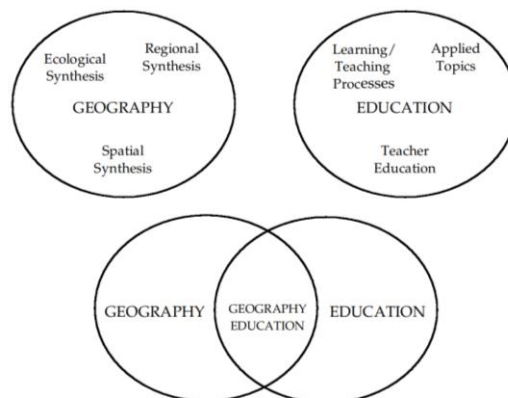 Ecological
Synthesis
Regional
Synthesis
GEOGRAPHY
Spatial
Synthesis
Learning/
Teaching
Processes
Applied
Topics
EDUCATION
Teacher
Education
GEOGRAPHY
GEOGRAPHY
EDUCATION
EDUCATION